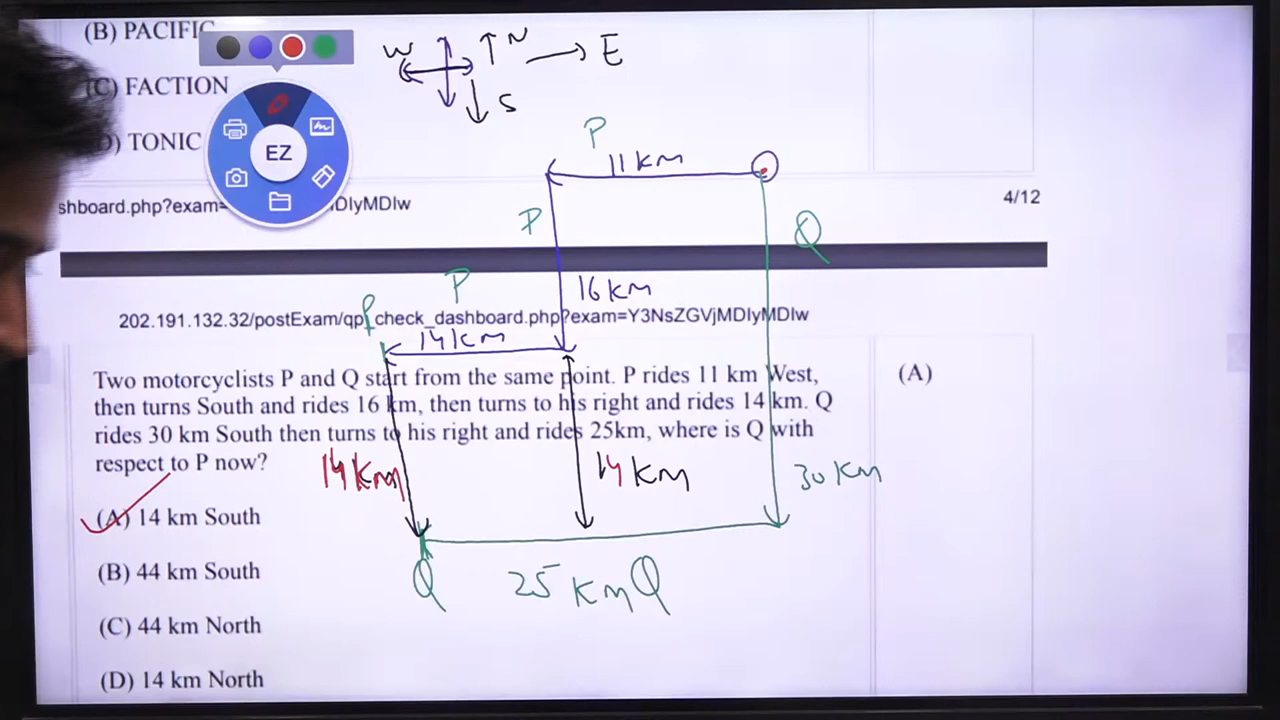 (B) PACIFIC
W N E
S
(C) FACTION
EZ
TONIC
P
11 km
4/12
P
Q
P
16 km
P
202.191.132.32/postExam/qp_check_dashboard.php?exam=Y3NsZGVjMDIyMDIw
14 km
Two motorcyclists P and Q start from the same point. P rides 11 km West,
then turns South and rides 16 km, then turns to his right and rides 14 km. Q
rides 30 km South then turns to his right and rides 25km, where is Q with
respect to P now?
(A)
14 km
14 km
30 km
(A) 14 km South
(B) 44 km South
Q 25 km Q
(C) 44 km North
(D) 14 km North